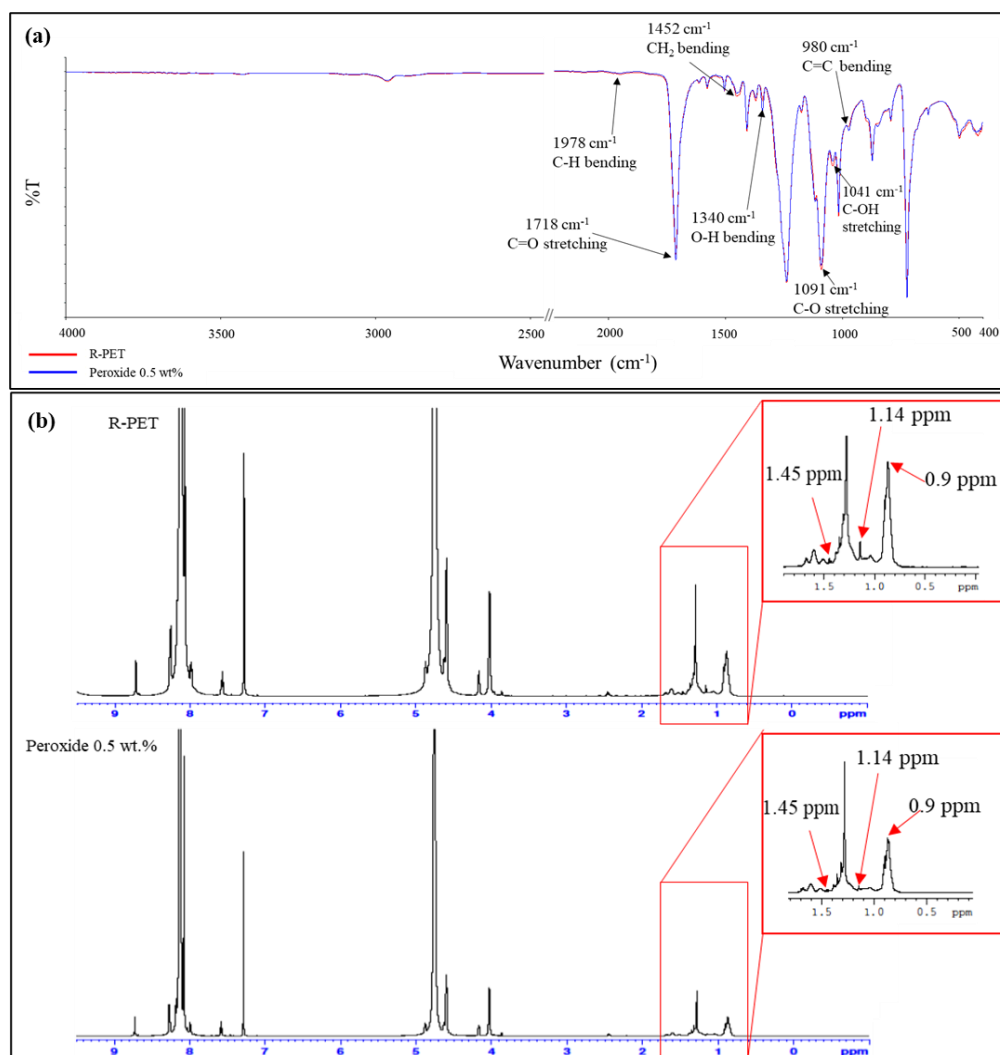 (a)
1452 cm-1
CH2 bending
980 cm-1
C=C bending
1978 cm-1
C-H bending
1718 cm-1
C=O stretching
1340 cm-1
O-H bending
1041 cm-1
C-OH
stretching
1091 cm-1
C-O stretching
%T
4000
3500
3000
2500
//
2000
1500
1000
500
400
Wavenumber (cm-1)
R-PET
Peroxide 0.5 wt%
(b)
R-PET
1.14 ppm
1.45 ppm
0.9 ppm
1.5
1.0
0.5
ppm
9
8
7
6
5
4
3
2
1
0
ppm
Peroxide 0.5 wt.%
1.14 ppm
1.45 ppm
0.9 ppm
1.5
1.0
0.5
ppm
9
8
7
6
5
4
3
2
1
0
ppm